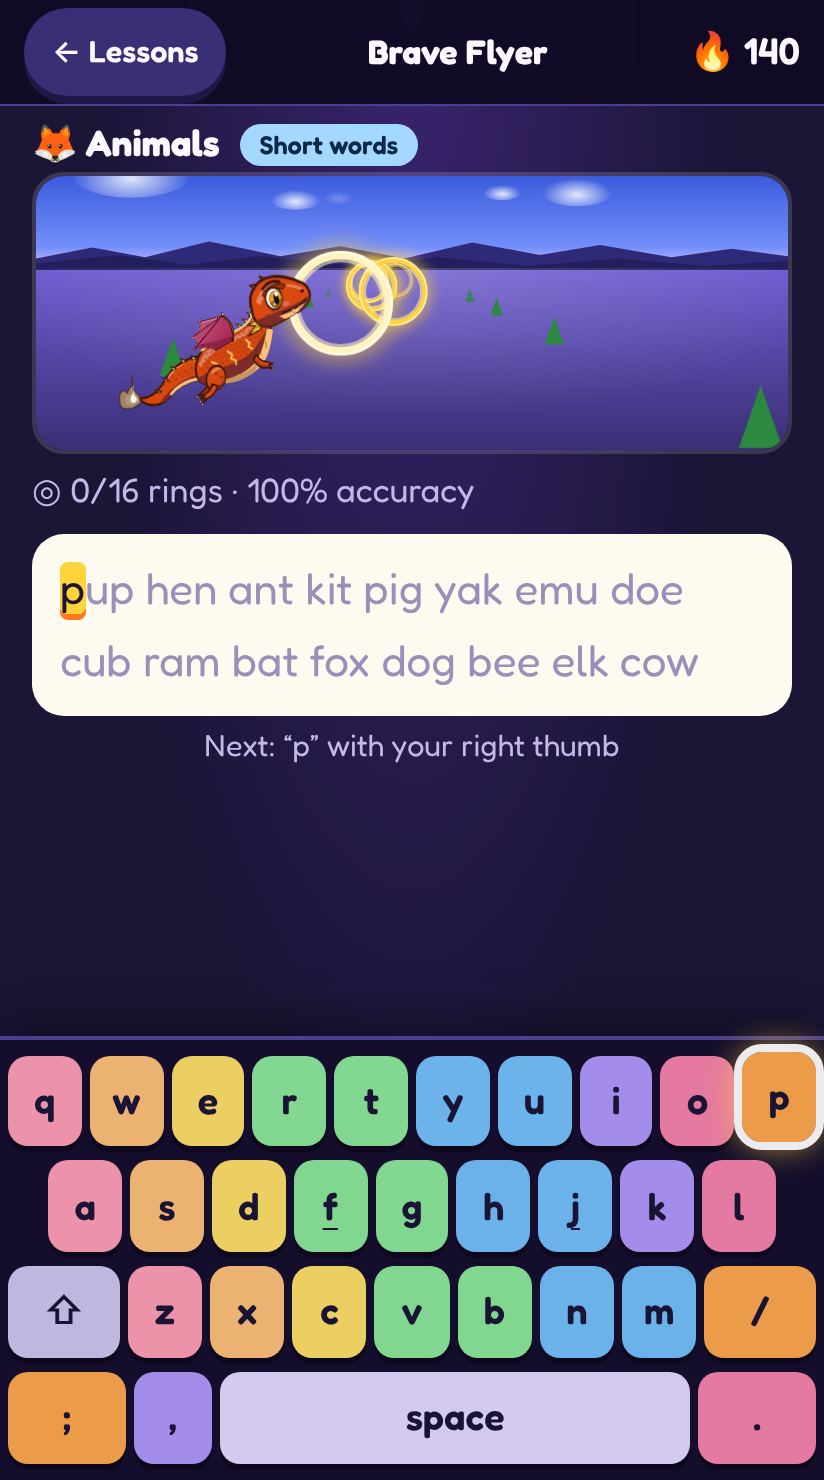 ← Lessons
Brave Flyer
🔥 140
🦊 Animals
Short words
◎ 0/16 rings · 100% accuracy
pup hen ant kit pig yak emu doe
cub ram bat fox dog bee elk cow
Next: “p” with your right thumb
q w e r t y u i o p
a s d f g h j k l
⇧ z x c v b n m /
; , space .